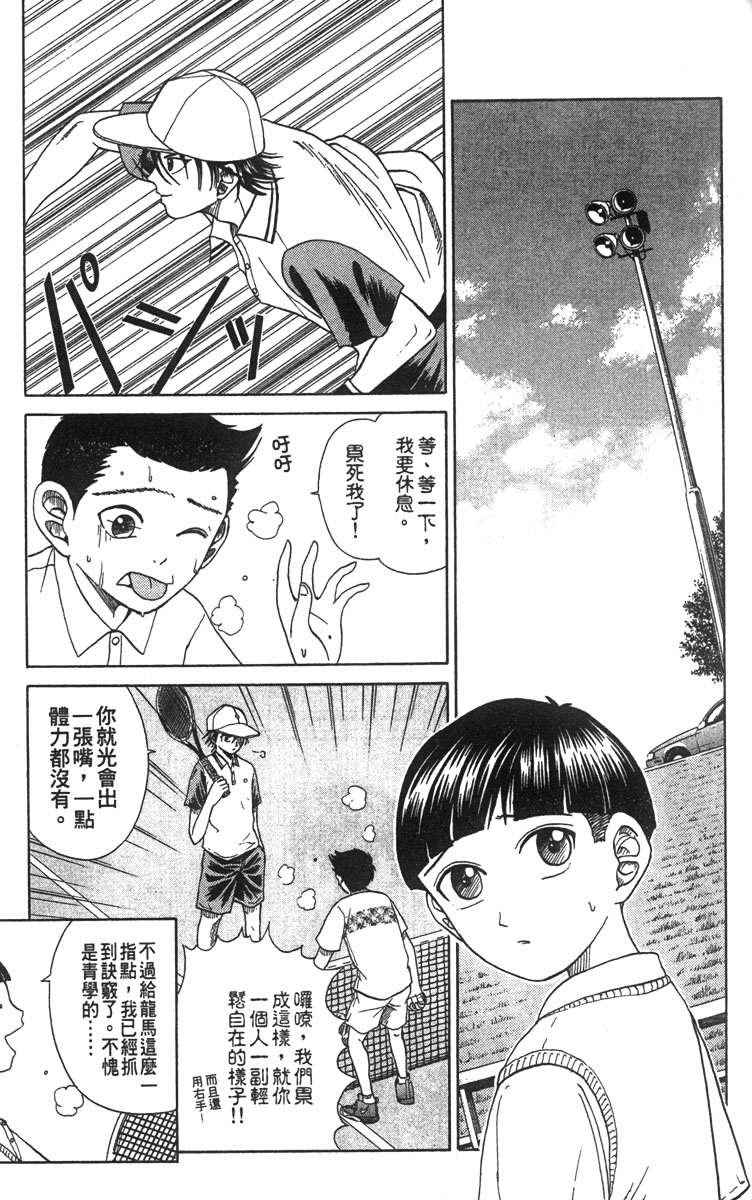 パシッ
等、等一下，
我要休息。
累死我了！
吁吁
你就光會出
一張嘴，一點
體力都沒有。
囉嘹，我們累
成這樣，就你
一個人一副輕
鬆自在的樣子!!
而且還
用右手－
不過給龍馬這麼一
指點，我已經抓
到訣竅了。不愧
是青學的……